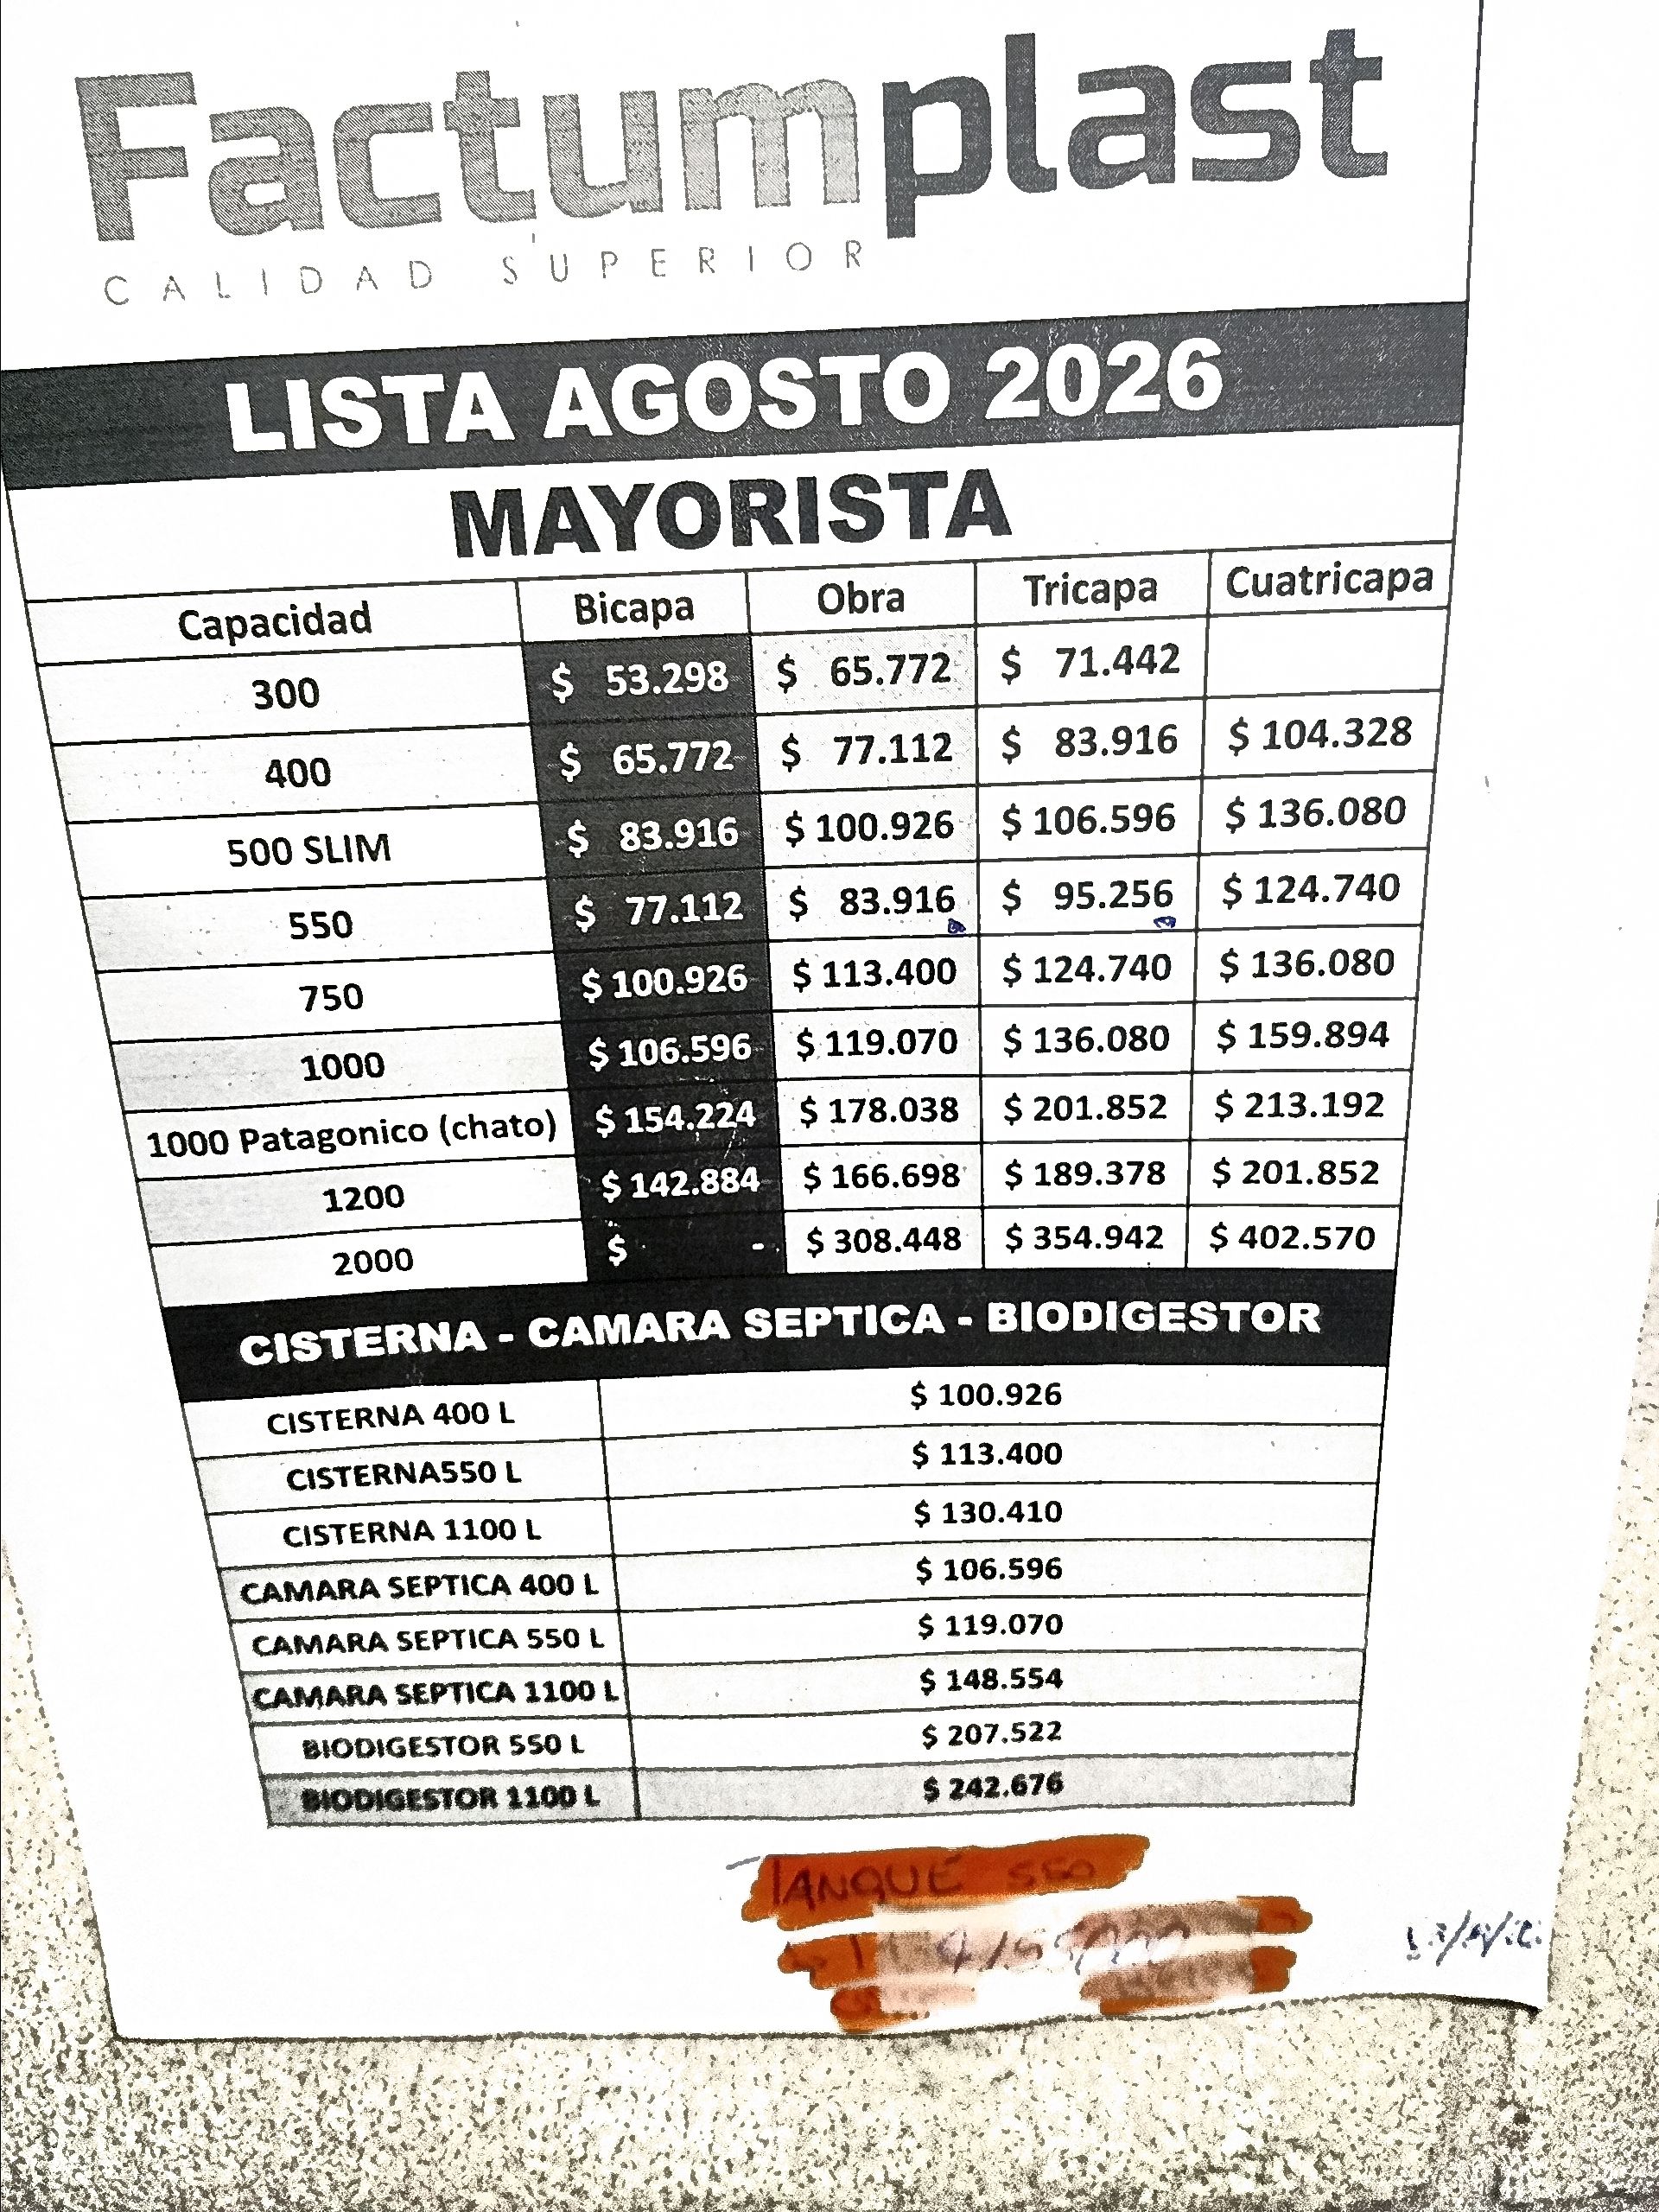 Factumplast
CALIDAD SUPERIOR
LISTA AGOSTO 2026
MAYORISTA
Capacidad Bicapa Obra Tricapa Cuatricapa
300 $ 53.298 $ 65.772 $ 71.442
400 $ 65.772 $ 77.112 $ 83.916 $ 104.328
500 SLIM $ 83.916 $ 100.926 $ 106.596 $ 136.080
550 $ 77.112 $ 83.916 $ 95.256 $ 124.740
750 $ 100.926 $ 113.400 $ 124.740 $ 136.080
1000 $ 106.596 $ 119.070 $ 136.080 $ 159.894
1000 Patagonico (chato) $ 154.224 $ 178.038 $ 201.852 $ 213.192
1200 $ 142.884 $ 166.698 $ 189.378 $ 201.852
2000 $ - $ 308.448 $ 354.942 $ 402.570
CISTERNA - CAMARA SEPTICA - BIODIGESTOR
CISTERNA 400 L $ 100.926
CISTERNA550 L $ 113.400
CISTERNA 1100 L $ 130.410
CAMARA SEPTICA 400 L $ 106.596
CAMARA SEPTICA 550 L $ 119.070
CAMARA SEPTICA 1100 L $ 148.554
BIODIGESTOR 550 L $ 207.522
BIODIGESTOR 1100 L $ 242.676
TANQUE 550